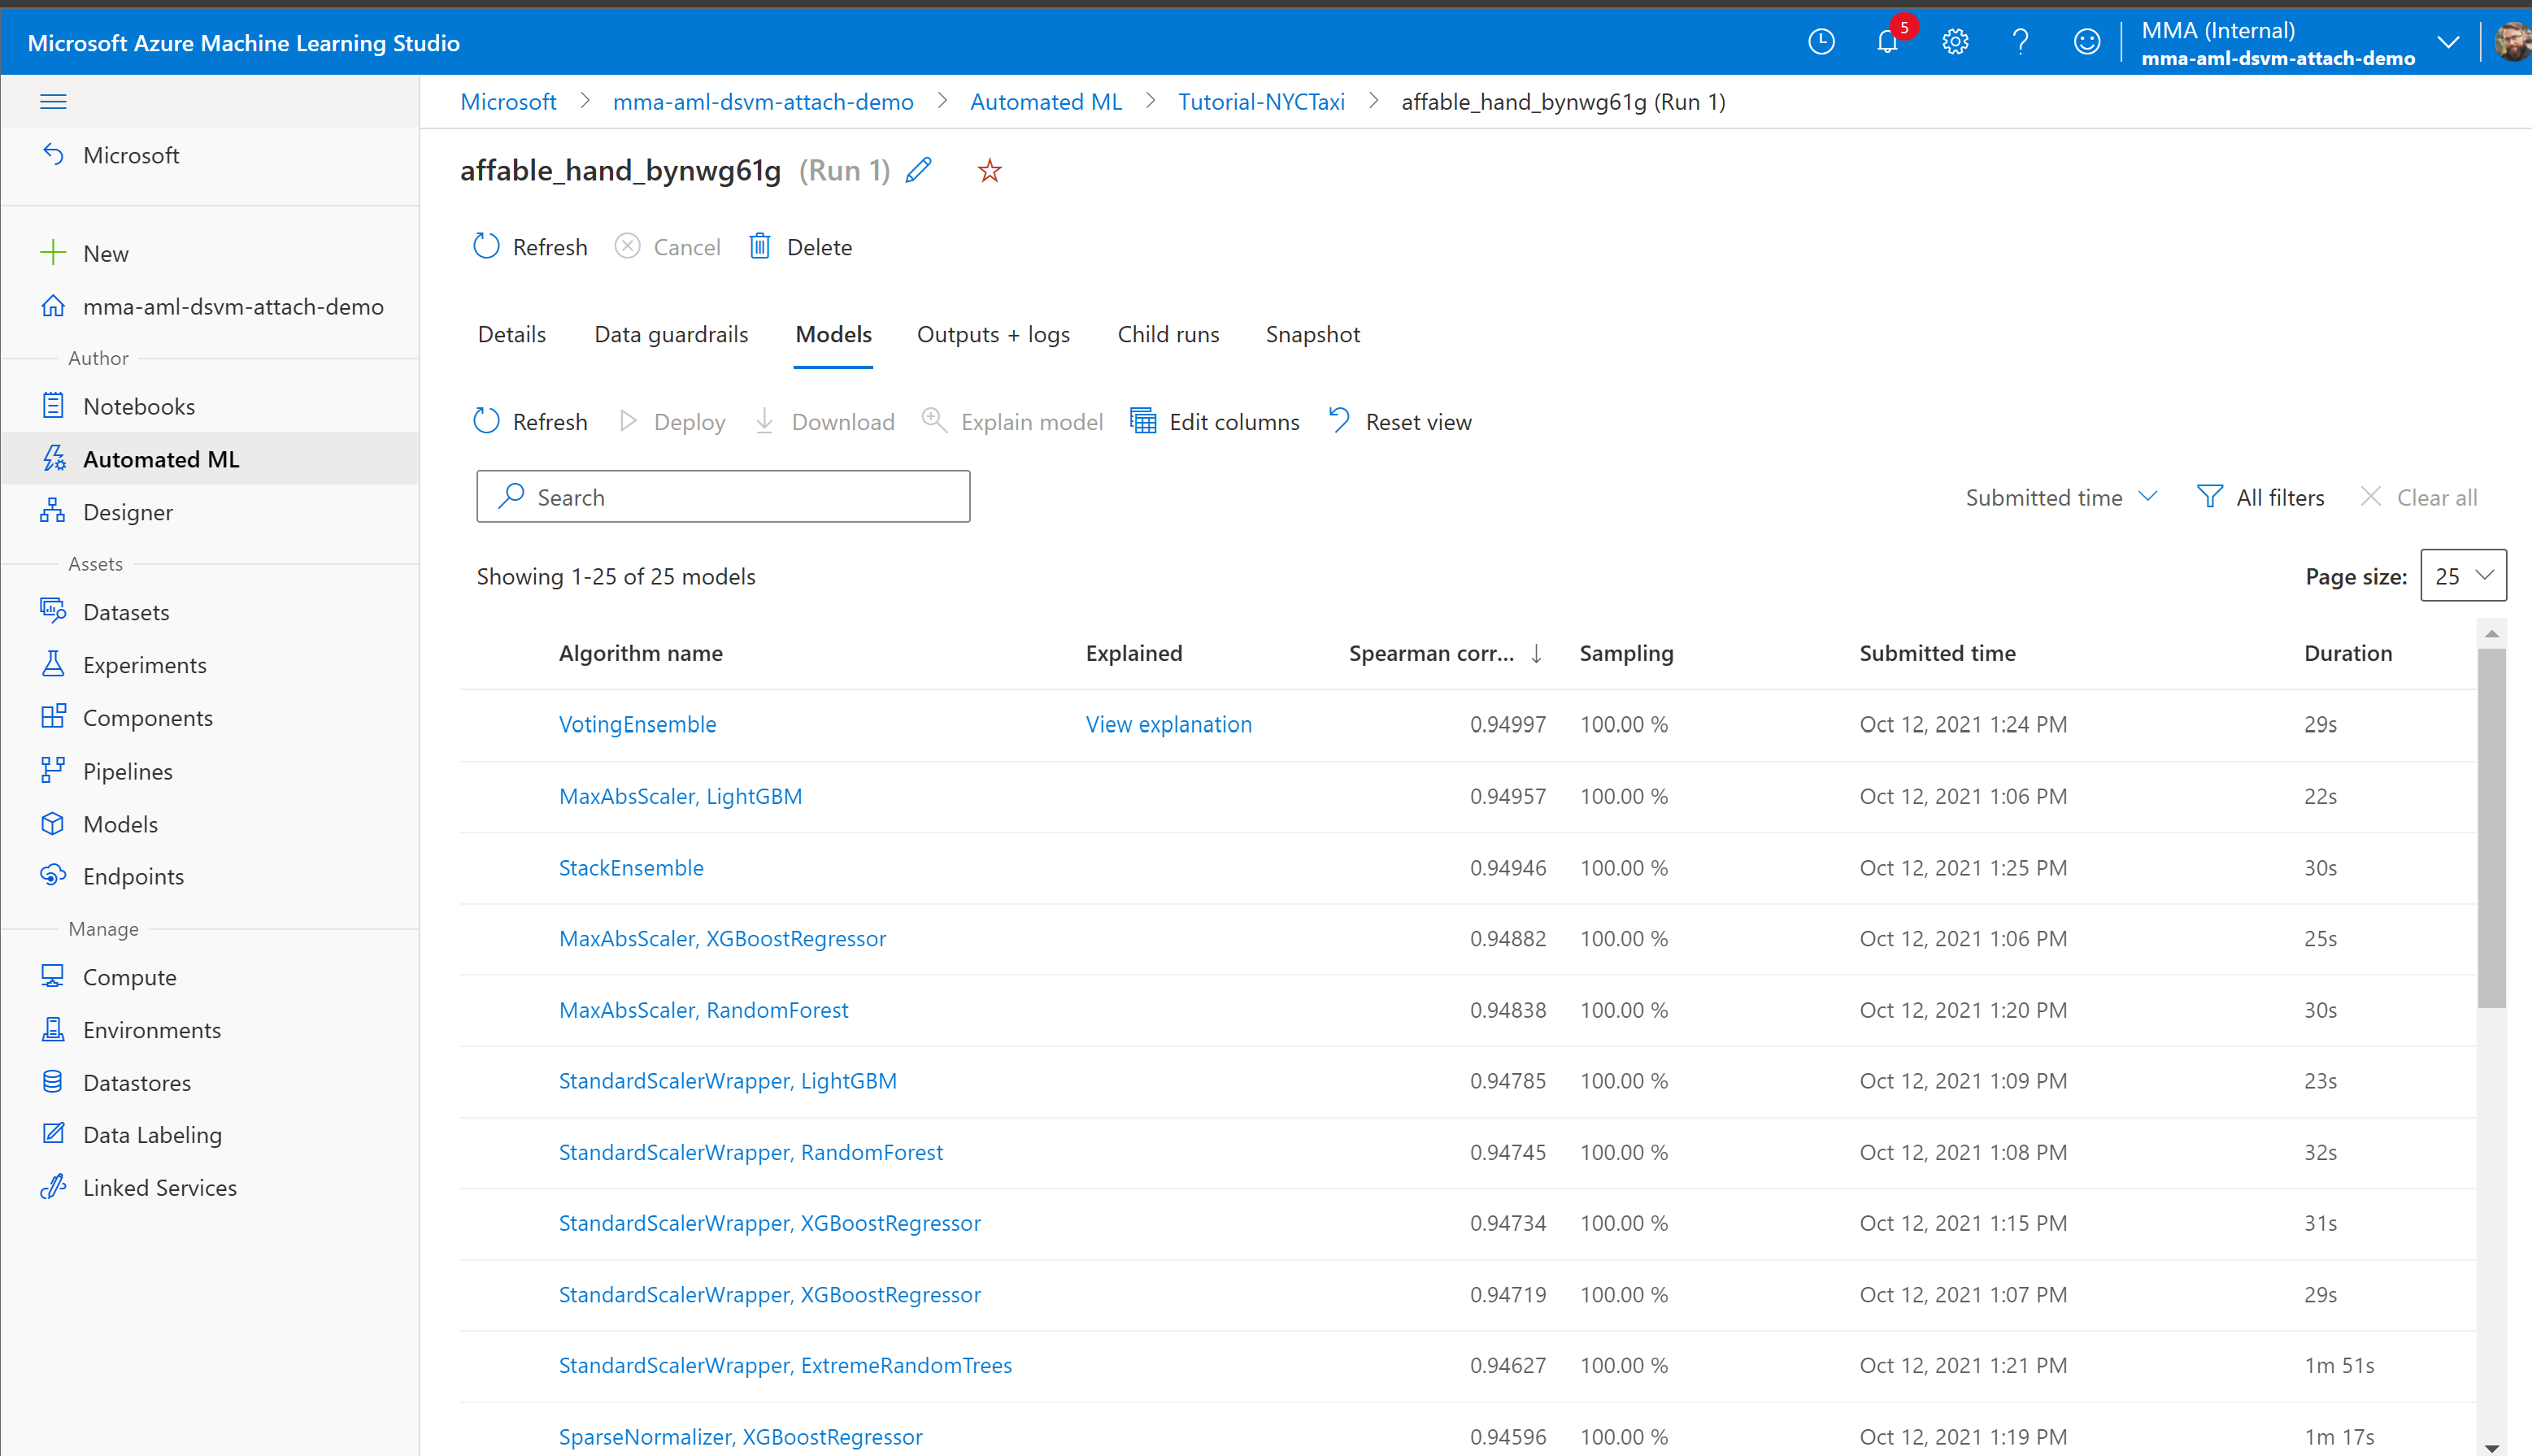 Microsoft Azure Machine Learning Studio
5
MMA (Internal)
mma-aml-dsvm-attach-demo
Microsoft
New
mma-aml-dsvm-attach-demo
Author
Notebooks
Automated ML
Designer
Assets
Datasets
Experiments
Components
Pipelines
Models
Endpoints
Manage
Compute
Environments
Datastores
Data Labeling
Linked Services
Microsoft > mma-aml-dsvm-attach-demo > Automated ML > Tutorial-NYCTaxi > affable_hand_bynwg61g (Run 1)
affable_hand_bynwg61g (Run 1)
Refresh Cancel Delete
Details Data guardrails Models Outputs + logs Child runs Snapshot
Refresh Deploy Download Explain model Edit columns Reset view
Search Submitted time All filters Clear all
Showing 1-25 of 25 models Page size: 25
Algorithm name Explained Spearman corr... ↓ Sampling Submitted time Duration
VotingEnsemble View explanation 0.94997 100.00 % Oct 12, 2021 1:24 PM 29s
MaxAbsScaler, LightGBM 0.94957 100.00 % Oct 12, 2021 1:06 PM 22s
StackEnsemble 0.94946 100.00 % Oct 12, 2021 1:25 PM 30s
MaxAbsScaler, XGBoostRegressor 0.94882 100.00 % Oct 12, 2021 1:06 PM 25s
MaxAbsScaler, RandomForest 0.94838 100.00 % Oct 12, 2021 1:20 PM 30s
StandardScalerWrapper, LightGBM 0.94785 100.00 % Oct 12, 2021 1:09 PM 23s
StandardScalerWrapper, RandomForest 0.94745 100.00 % Oct 12, 2021 1:08 PM 32s
StandardScalerWrapper, XGBoostRegressor 0.94734 100.00 % Oct 12, 2021 1:15 PM 31s
StandardScalerWrapper, XGBoostRegressor 0.94719 100.00 % Oct 12, 2021 1:07 PM 29s
StandardScalerWrapper, ExtremeRandomTrees 0.94627 100.00 % Oct 12, 2021 1:21 PM 1m 51s
SparseNormalizer, XGBoostRegressor 0.94596 100.00 % Oct 12, 2021 1:19 PM 1m 17s